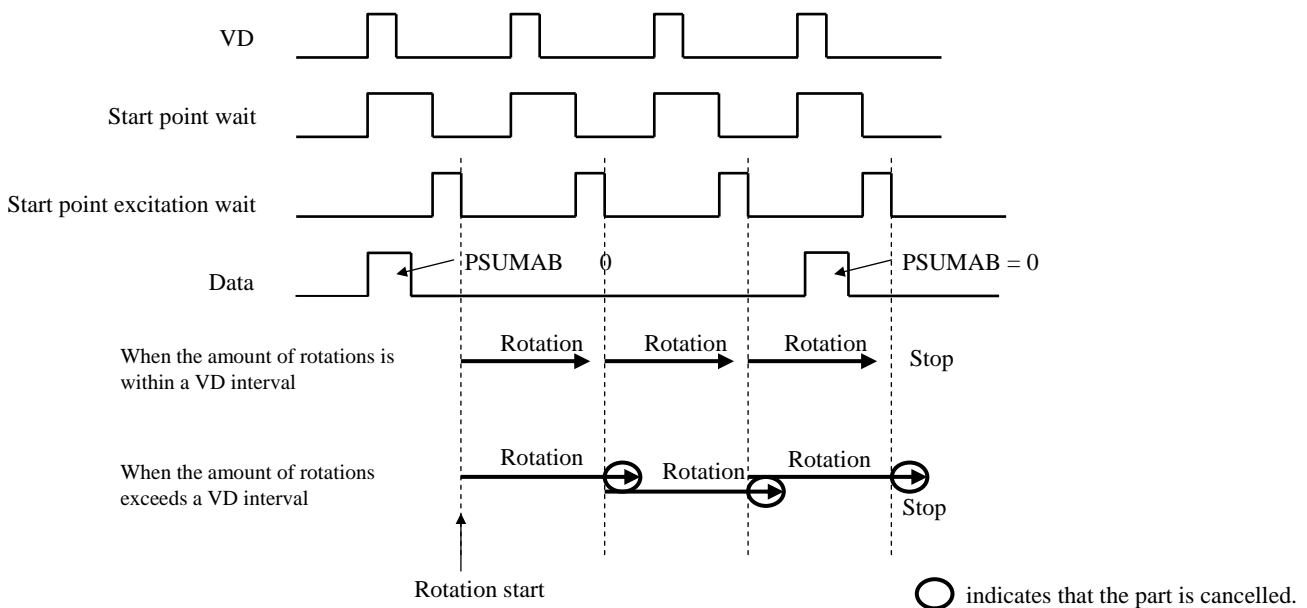 VD
Start point wait
Start point excitation wait
Data
PSUMAB 0
PSUMAB = 0
When the amount of rotations is
within a VD interval
Rotation
Rotation
Rotation
Stop
When the amount of rotations
exceeds a VD interval
Rotation
Rotation
Rotation
Stop
Rotation start
indicates that the part is cancelled.